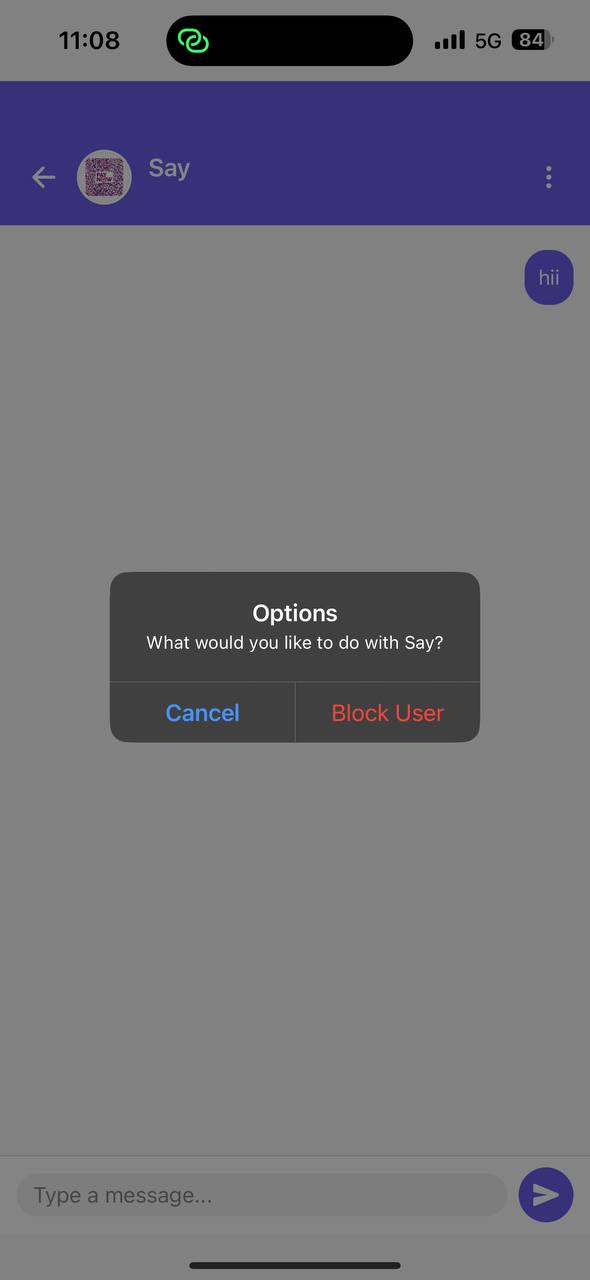 11:08 5G 84
Say
hii
Options
What would you like to do with Say?
Cancel Block User
Type a message...